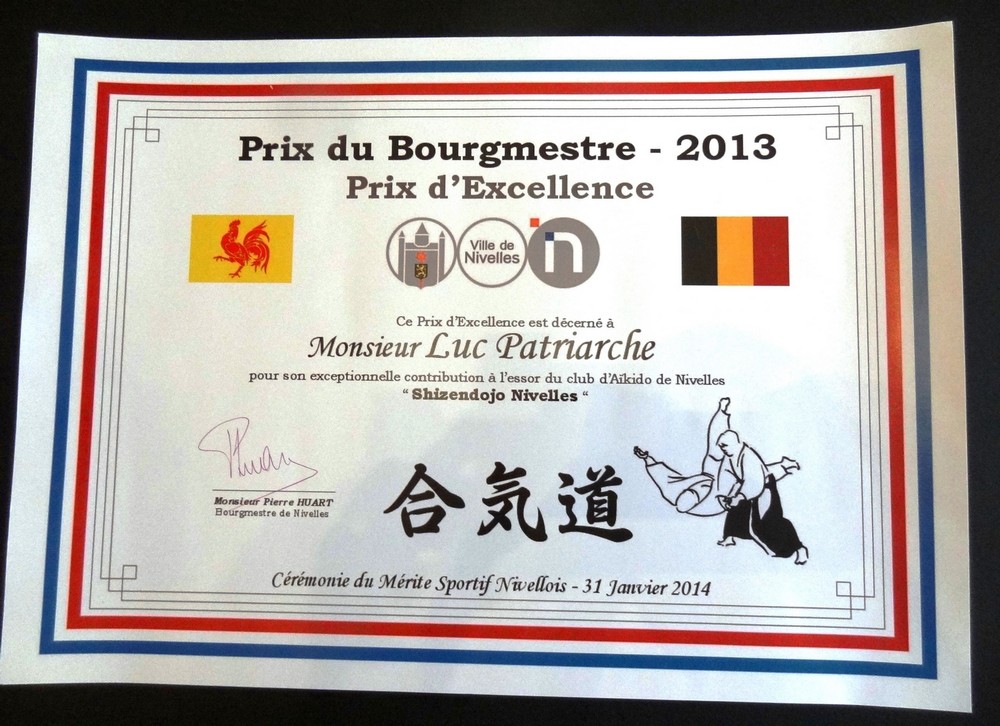 Prix du Bourgmestre - 2013
Prix d'Excellence
Ville de
Nivelles
n
Ce Prix d'Excellence est décerné à
Monsieur Luc Patriarche
pour son exceptionnelle contribution à l'essor du club d'Aïkido de Nivelles
“ Shizendojo Nivelles “
PHuart
Monsieur Pierre HUART
Bourgmestre de Nivelles
合気道
Cérémonie du Mérite Sportif Nivellois - 31 Janvier 2014